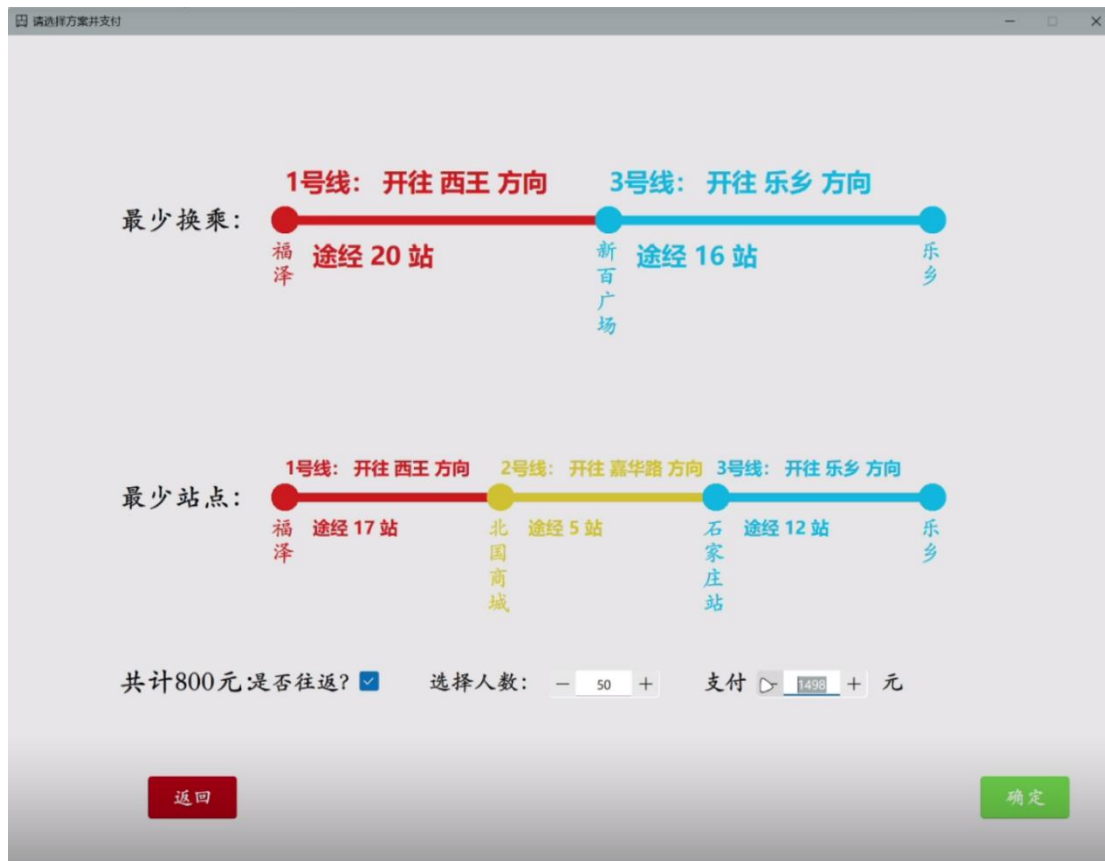 请选择方案并支付
1号线： 开往 西王 方向 3号线： 开往 乐乡 方向
最少换乘：
福泽 途经 20 站 新百广场 途经 16 站 乐乡
1号线： 开往 西王 方向 2号线： 开往 嘉华路 方向 3号线： 开往 乐乡 方向
最少站点：
福泽 途经 17 站 北国商城 途经 5 站 石家庄站 途经 12 站 乐乡
共计800元;是否往返? 选择人数： － 50 ＋ 支付 － 1498 ＋ 元
返回 确定